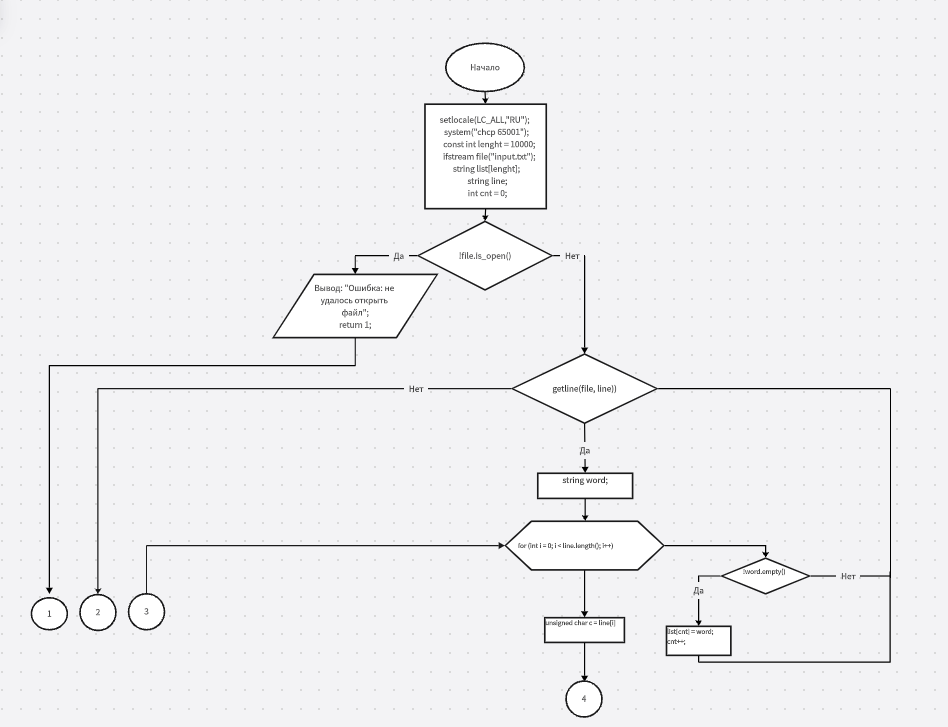 Начало
setlocale(LC_ALL,"RU");
system("chcp 65001");
const int lenght = 10000;
ifstream file("input.txt");
string list[lenght];
string line;
int cnt = 0;
!file.is_open()
Да
Нет
Вывод: "Ошибка: не
удалось открыть
файл";
return 1;
getline(file, line))
Нет
Да
string word;
for (int i = 0; i < line.length(); i++)
!word.empty()
Нет
Да
unsigned char c = line[i]
list[cnt] = word;
cnt++;
1
2
3
4